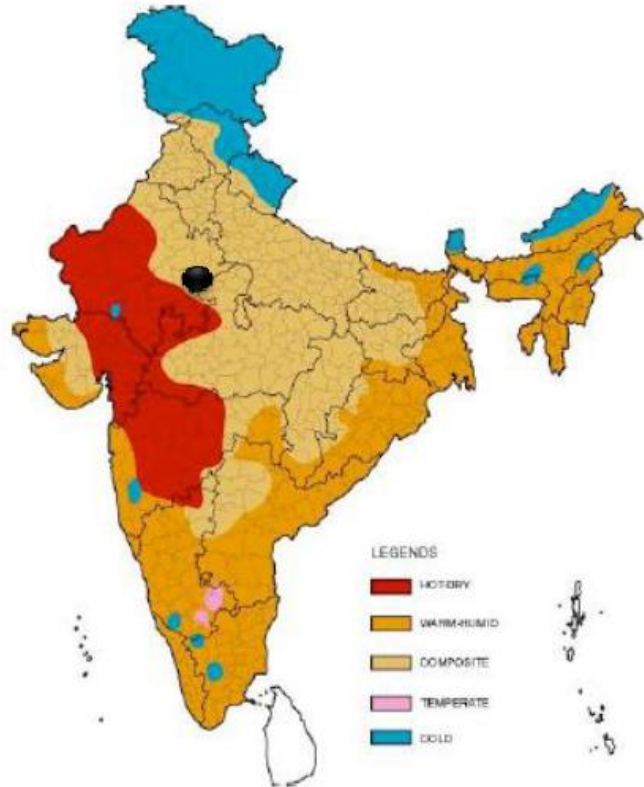 LEGENDS
HOT-DRY
WARM-HUMID
COMPOSITE
TEMPERATE
COLD